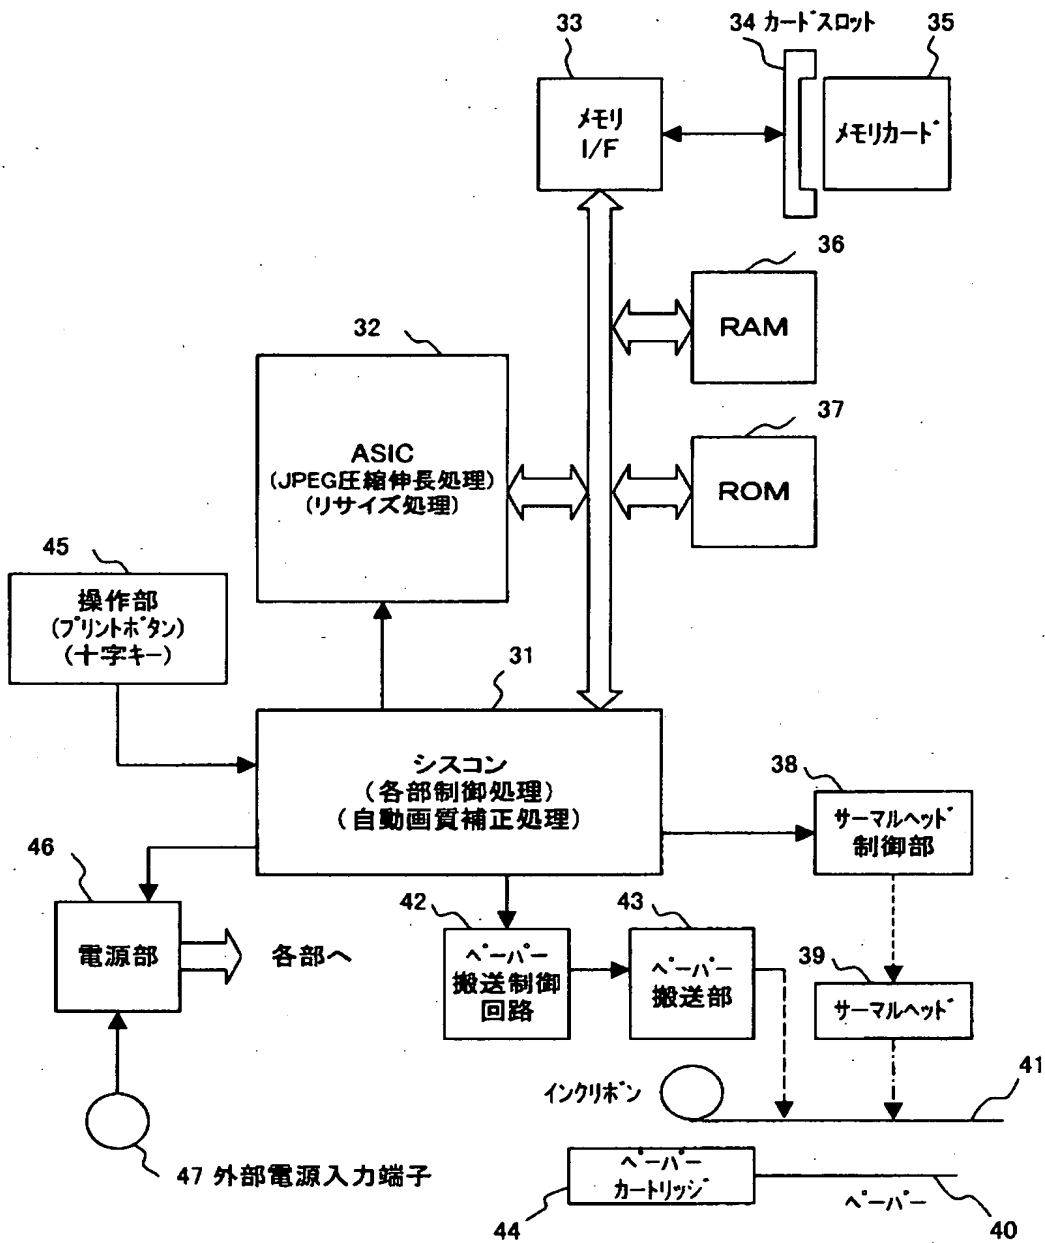 33
34 カードスロット
35
メモリ
I/F
メモリカード
36
RAM
32
37
ASIC
(JPEG圧縮伸長処理)
(リサイズ処理)
ROM
45
操作部
(プリントボタン)
(十字キー)
31
シスコン
(各部制御処理)
(自動画質補正処理)
38
サーマルヘッド
制御部
46
電源部
各部へ
42
ペーパー
搬送制御
回路
43
ペーパー
搬送部
39
サーマルヘッド
インクリボン
41
47 外部電源入力端子
ペーパー
カートリッジ
44
ペーパー
40